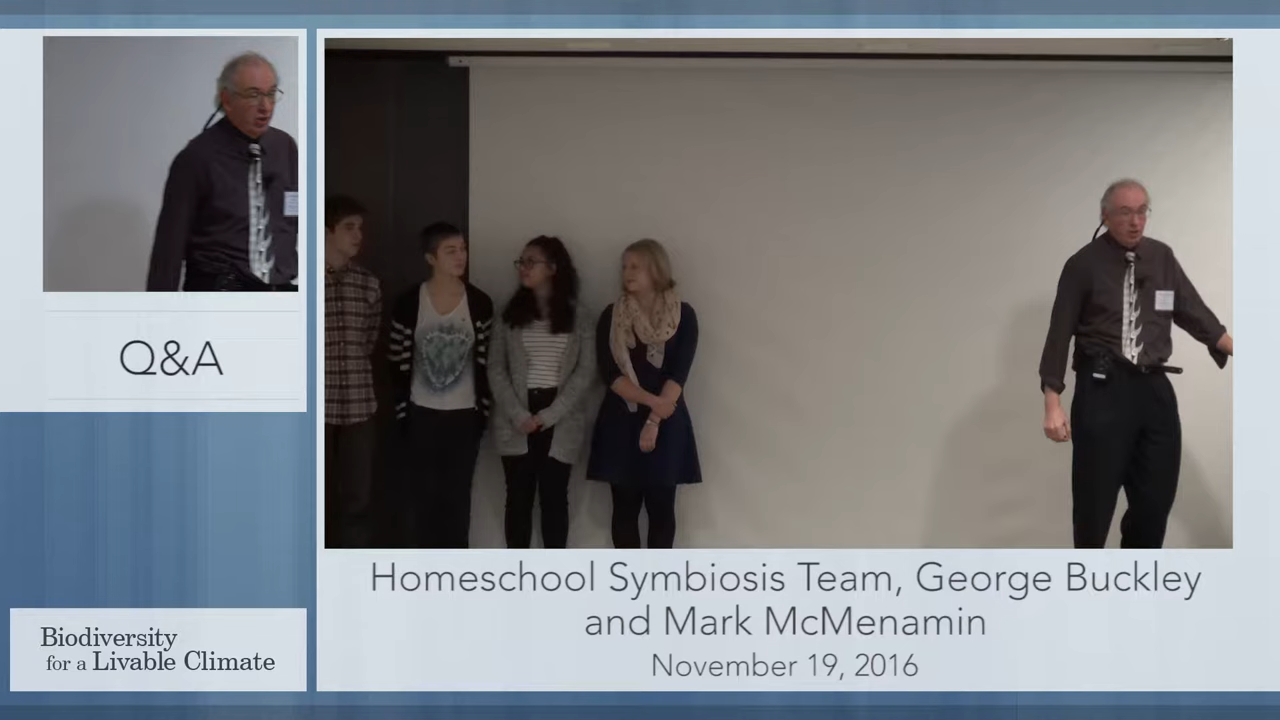 Q&A
Biodiversity
for a Livable Climate
Homeschool Symbiosis Team, George Buckley
and Mark McMenamin
November 19, 2016